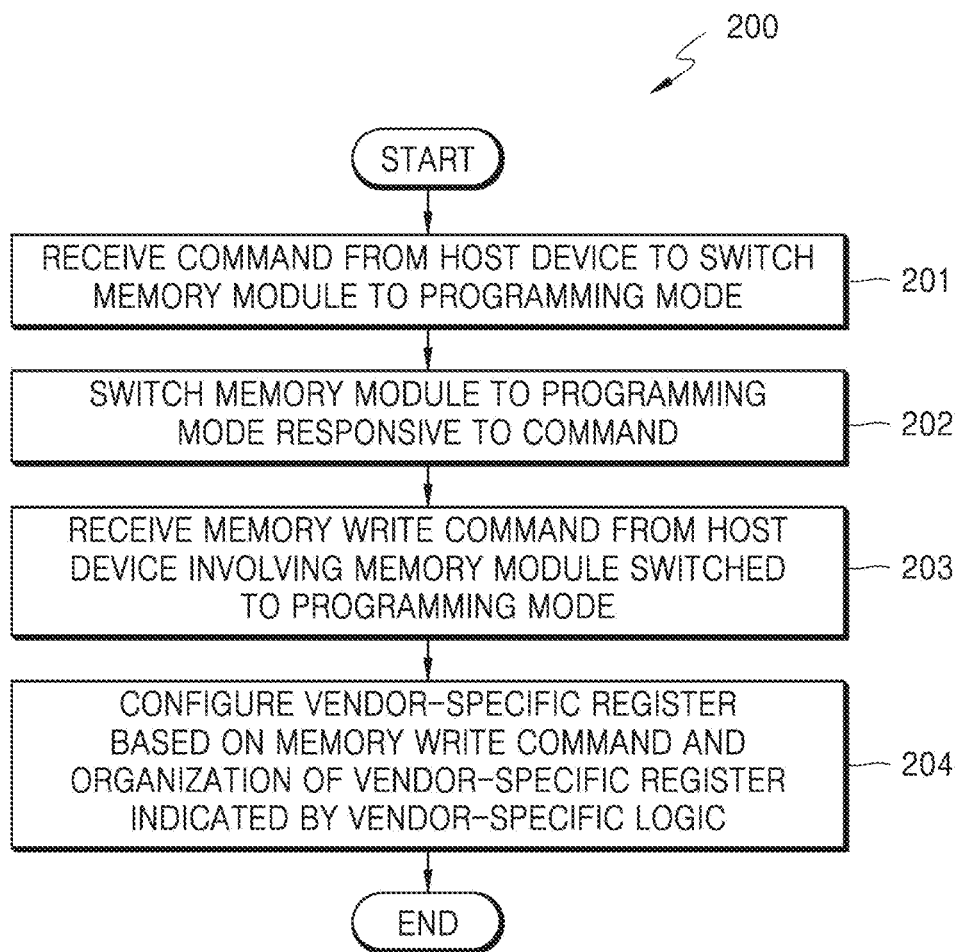 200
START
RECEIVE COMMAND FROM HOST DEVICE TO SWITCH
MEMORY MODULE TO PROGRAMMING MODE
201
SWITCH MEMORY MODULE TO PROGRAMMING
MODE RESPONSIVE TO COMMAND
202
RECEIVE MEMORY WRITE COMMAND FROM HOST
DEVICE INVOLVING MEMORY MODULE SWITCHED
TO PROGRAMMING MODE
203
CONFIGURE VENDOR-SPECIFIC REGISTER
BASED ON MEMORY WRITE COMMAND AND
ORGANIZATION OF VENDOR-SPECIFIC REGISTER
INDICATED BY VENDOR-SPECIFIC LOGIC
204
END